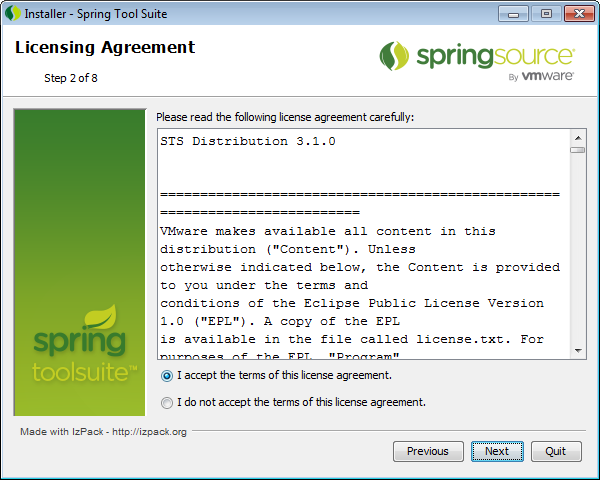 Installer - Spring Tool Suite
Licensing Agreement
Step 2 of 8
springsource®
By vmware®
Please read the following license agreement carefully:
STS Distribution 3.1.0
==================================================
=========================
VMware makes available all content in this
distribution ("Content"). Unless
otherwise indicated below, the Content is provided
to you under the terms and
conditions of the Eclipse Public License Version
1.0 ("EPL"). A copy of the EPL
is available in the file called license.txt. For
purposes of the EPL, "Program"
spring
toolsuite™
I accept the terms of this license agreement.
I do not accept the terms of this license agreement.
Made with IzPack - http://izpack.org
Previous
Next
Quit